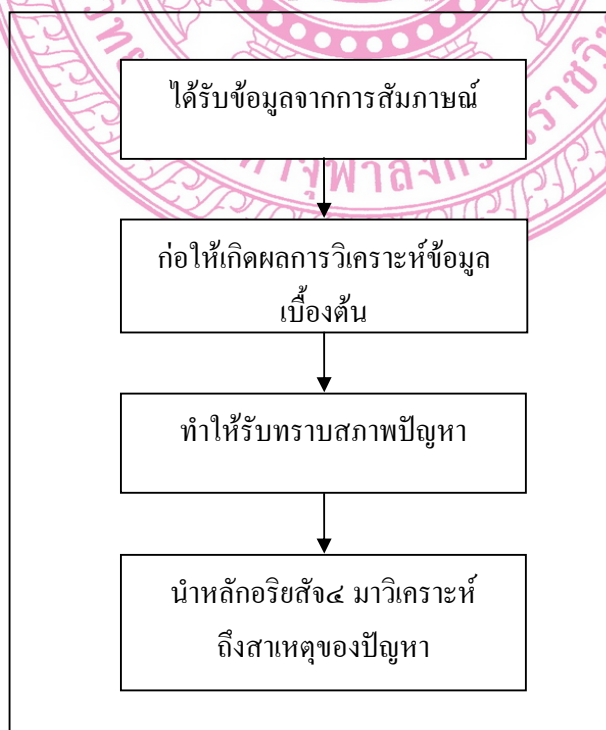 ได้รับข้อมูลจากการสัมภาษณ์
ก่อให้เกิดผลการวิเคราะห์ข้อมูล
เบื้องต้น
ทำให้รับทราบสภาพปัญหา
นำหลักอริยสัจ๔ มาวิเคราะห์
ถึงสาเหตุของปัญหา